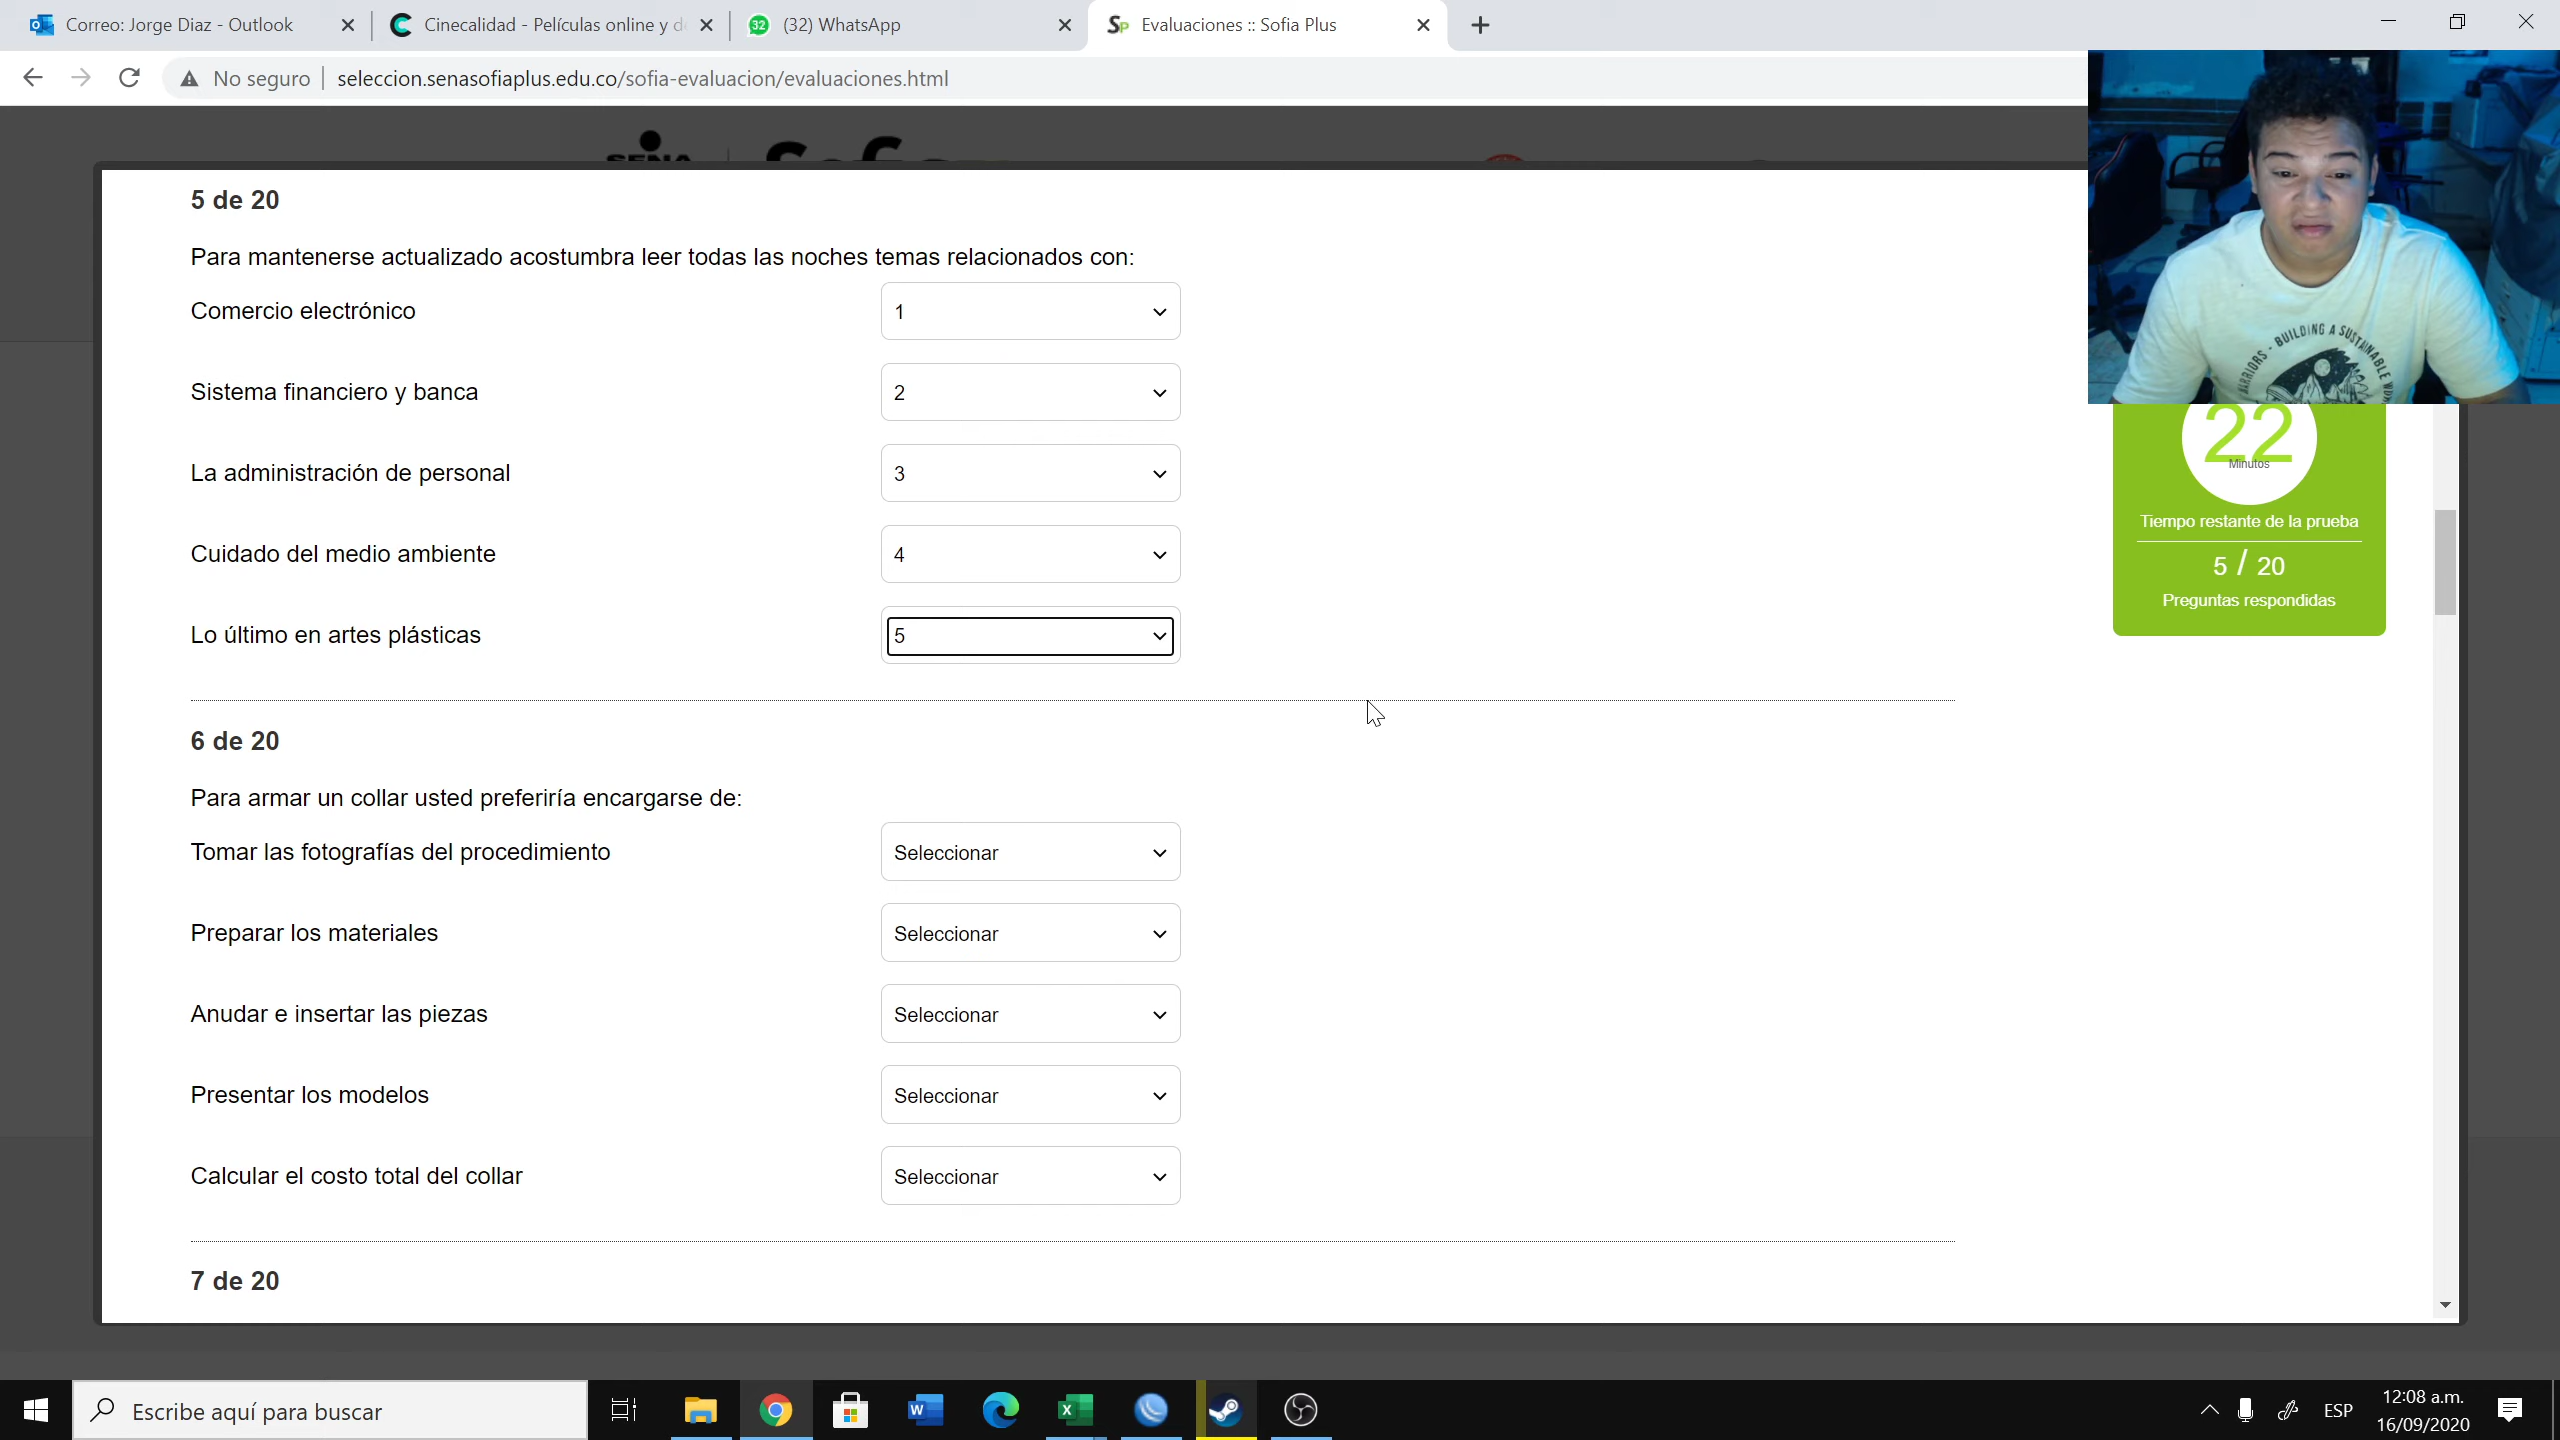 Correo: Jorge Diaz - Outlook
Cinecalidad - Películas online y de
32
(32) WhatsApp
Evaluaciones :: Sofia Plus
No seguro
seleccion.senasofiaplus.edu.co/sofia-evaluacion/evaluaciones.html
SENA
5 de 20
Para mantenerse actualizado acostumbra leer todas las noches temas relacionados con:
Comercio electrónico 1
Sistema financiero y banca 2
La administración de personal 3
Cuidado del medio ambiente 4
Lo último en artes plásticas 5
6 de 20
Para armar un collar usted preferiría encargarse de:
Tomar las fotografías del procedimiento Seleccionar
Preparar los materiales Seleccionar
Anudar e insertar las piezas Seleccionar
Presentar los modelos Seleccionar
Calcular el costo total del collar Seleccionar
7 de 20
BUILDING A SUSTAINABLE
22
Minutos
Tiempo restante de la prueba
5 / 20
Preguntas respondidas
Escribe aquí para buscar
ESP
12:08 a.m.
16/09/2020